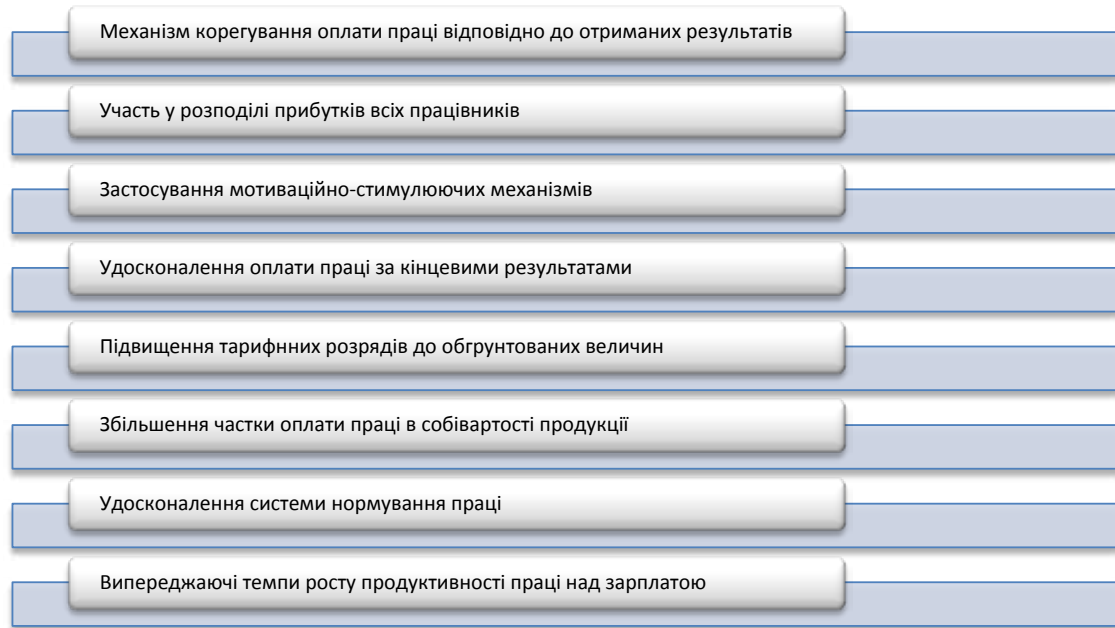 Механізм корегування оплати праці відповідно до отриманих результатів
Участь у розподілі прибутків всіх працівників
Застосування мотиваційно-стимулюючих механізмів
Удосконалення оплати праці за кінцевими результатами
Підвищення тарифнних розрядів до обгрунтованих величин
Збільшення частки оплати праці в собівартості продукції
Удосконалення системи нормування праці
Випереджаючі темпи росту продуктивності праці над зарплатою